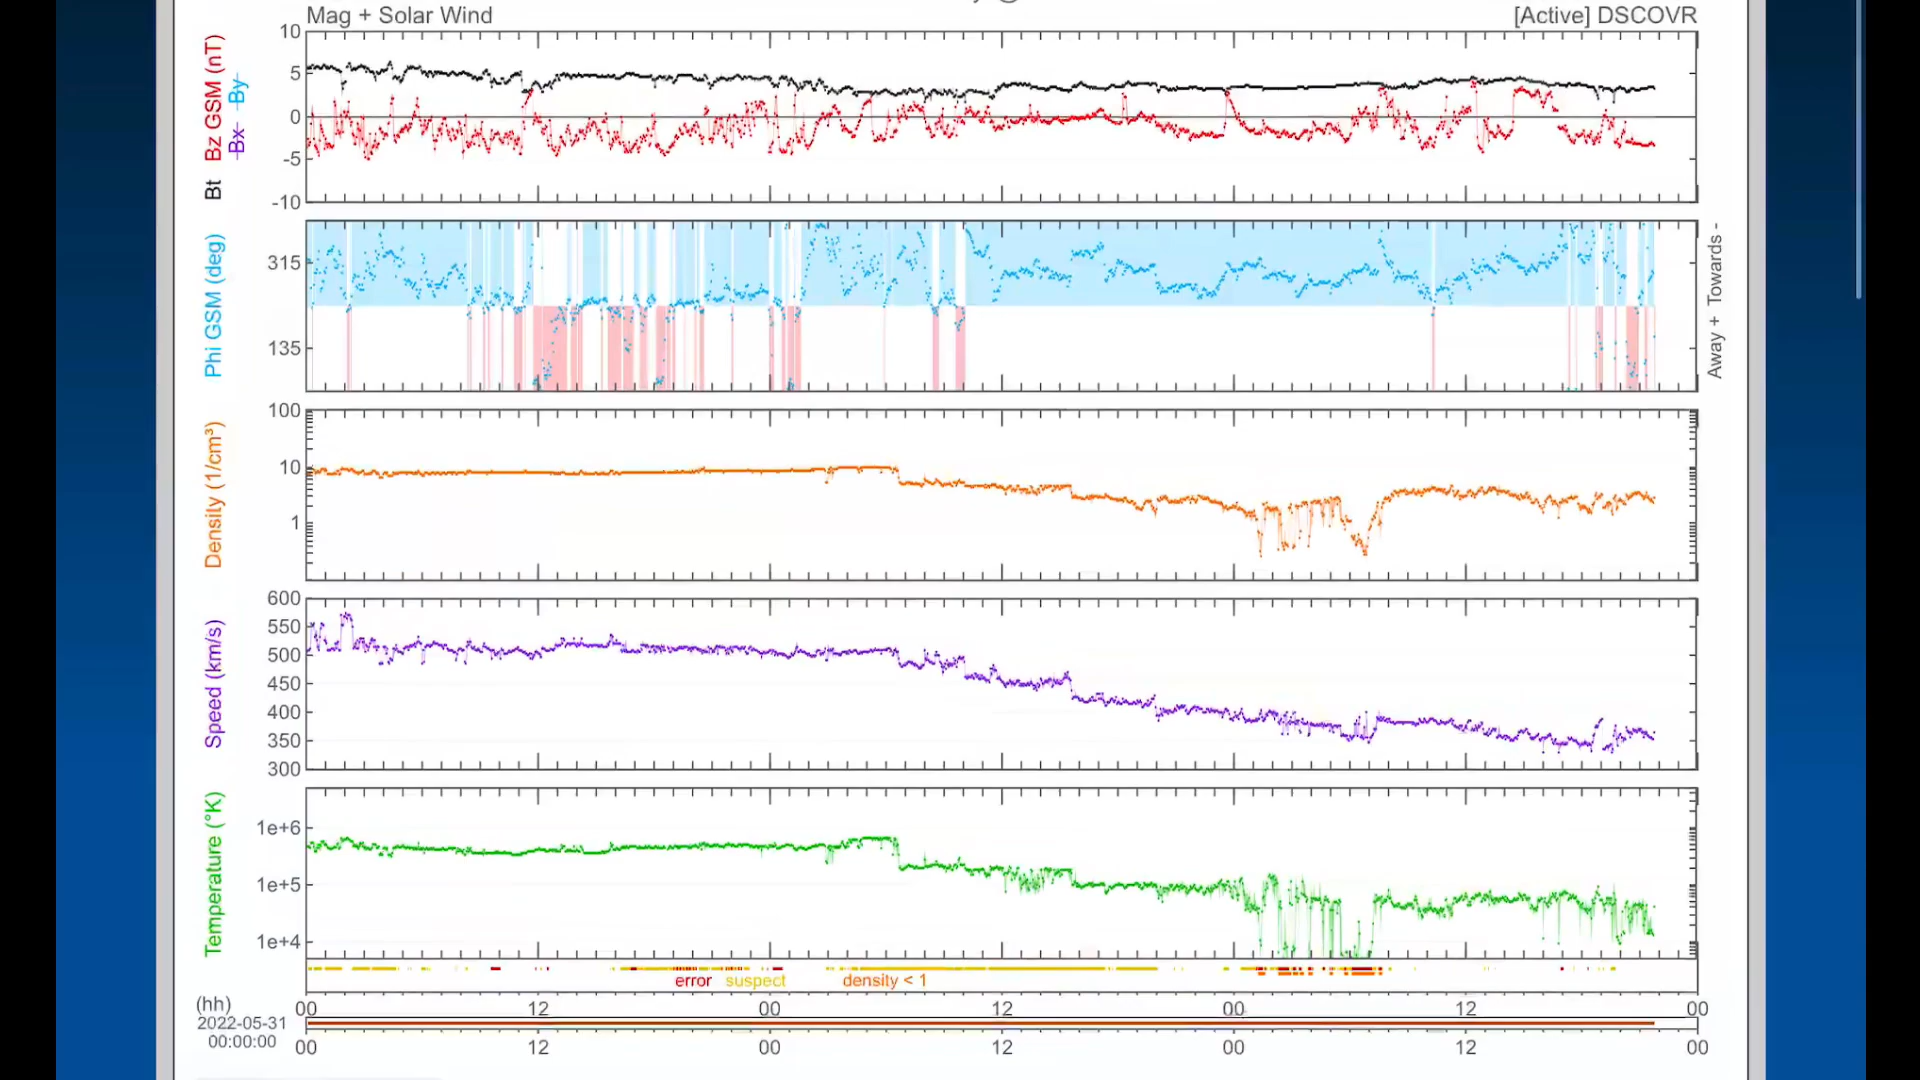 Mag + Solar Wind
[Active] DSCOVR
Bt Bz GSM (nT)
Bx By
10
5
0
-5
-10
Phi GSM (deg)
315
135
Away + Towards -
Density (1/cm³)
100
10
1
Speed (km/s)
600
550
500
450
400
350
300
Temperature (°K)
1e+6
1e+5
1e+4
error suspect density < 1
(hh)
00 12 00 12 00 12 00
2022-05-31
00:00:00
00 12 00 12 00 12 00